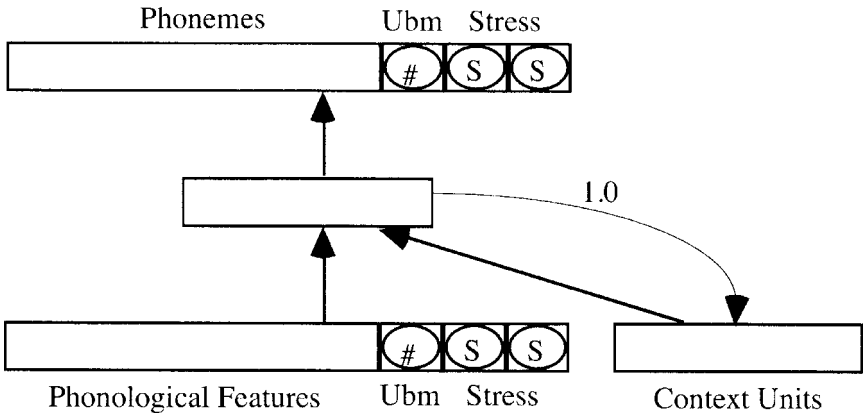 Phonemes Ubm Stress
# S S
1.0
# S S
Phonological Features Ubm Stress Context Units